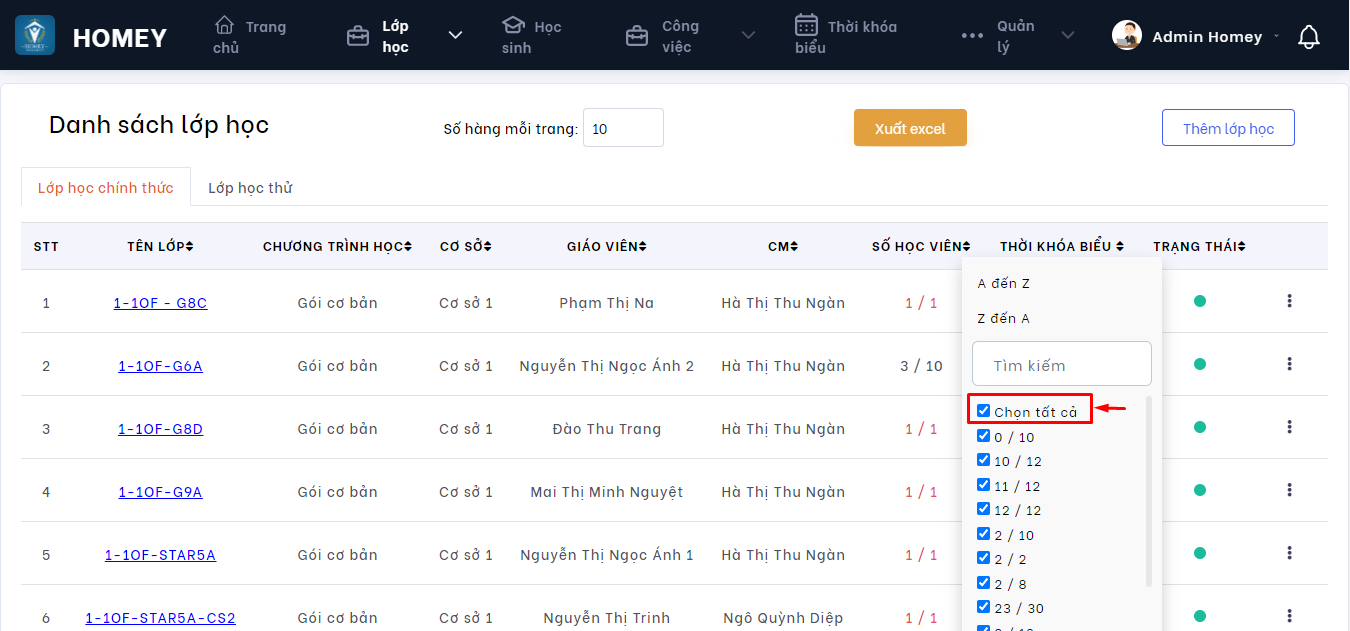 HOMEY
Trang chủ
Lớp học
Học sinh
Công việc
Thời khóa biểu
Quản lý
Admin Homey
Danh sách lớp học
Số hàng mỗi trang: 10
Xuất excel
Thêm lớp học
Lớp học chính thức
Lớp học thử
STT TÊN LỚP CHƯƠNG TRÌNH HỌC CƠ SỞ GIÁO VIÊN CM SỐ HỌC VIÊN THỜI KHÓA BIỂU TRẠNG THÁI
1 1-1OF - G8C Gói cơ bản Cơ sở 1 Phạm Thị Na Hà Thị Thu Ngàn 1 / 1
2 1-1OF-G6A Gói cơ bản Cơ sở 1 Nguyễn Thị Ngọc Ánh 2 Hà Thị Thu Ngàn 3 / 10
3 1-1OF-G8D Gói cơ bản Cơ sở 1 Đào Thu Trang Hà Thị Thu Ngàn 1 / 1
4 1-1OF-G9A Gói cơ bản Cơ sở 1 Mai Thị Minh Nguyệt Hà Thị Thu Ngàn 1 / 1
5 1-1OF-STAR5A Gói cơ bản Cơ sở 1 Nguyễn Thị Ngọc Ánh 1 Hà Thị Thu Ngàn 1 / 1
6 1-1OF-STAR5A-CS2 Gói cơ bản Cơ sở 1 Nguyễn Thị Trinh Ngô Quỳnh Diệp 1 / 1
A đến Z
Z đến A
Tìm kiếm
Chọn tất cả
0 / 10
10 / 12
11 / 12
12 / 12
2 / 10
2 / 2
2 / 8
23 / 30